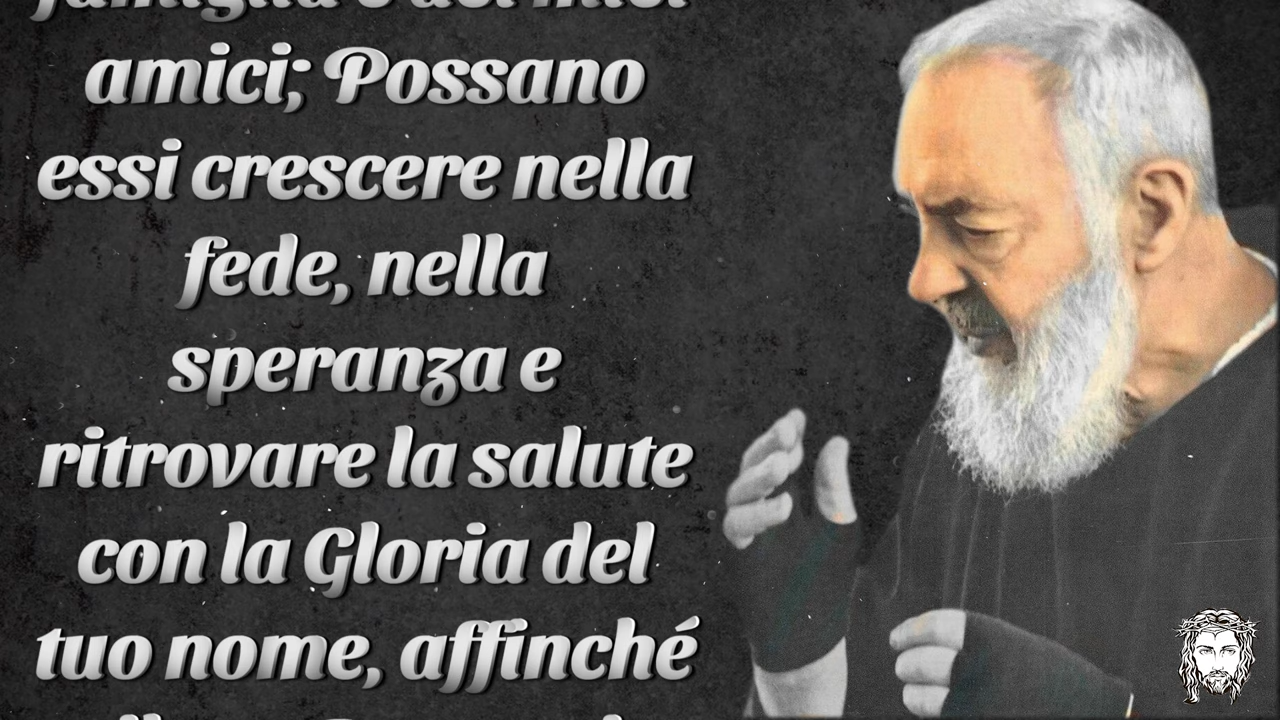 amici; Possano
essi crescere nella
fede, nella
speranza e
ritrovare la salute
con la Gloria del
tuo nome, affinché